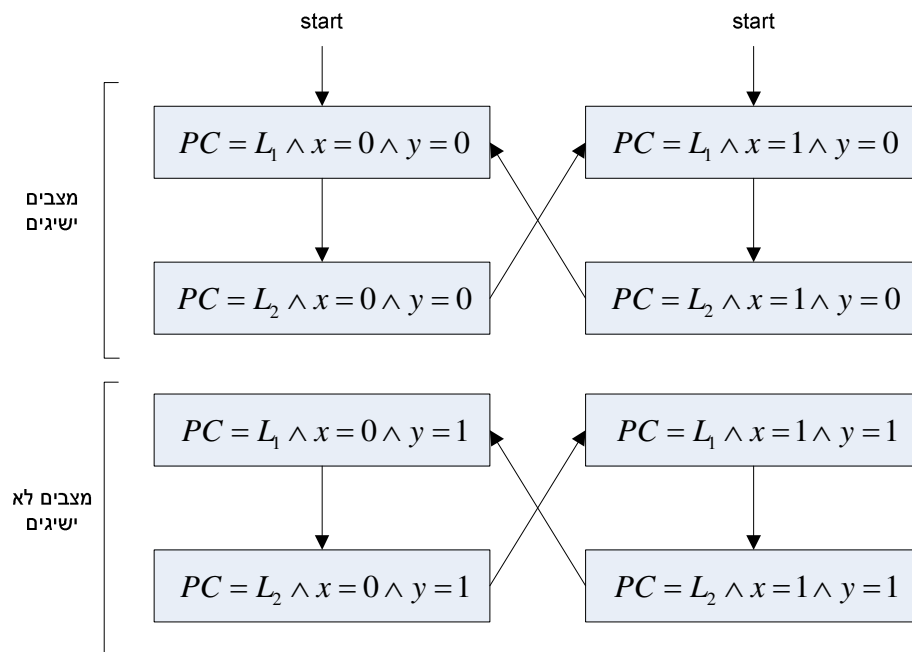 start
start
PC = L₁ ∧ x = 0 ∧ y = 0
PC = L₁ ∧ x = 1 ∧ y = 0
מצבים
ישיגים
PC = L₂ ∧ x = 0 ∧ y = 0
PC = L₂ ∧ x = 1 ∧ y = 0
PC = L₁ ∧ x = 0 ∧ y = 1
PC = L₁ ∧ x = 1 ∧ y = 1
מצבים לא
ישיגים
PC = L₂ ∧ x = 0 ∧ y = 1
PC = L₂ ∧ x = 1 ∧ y = 1